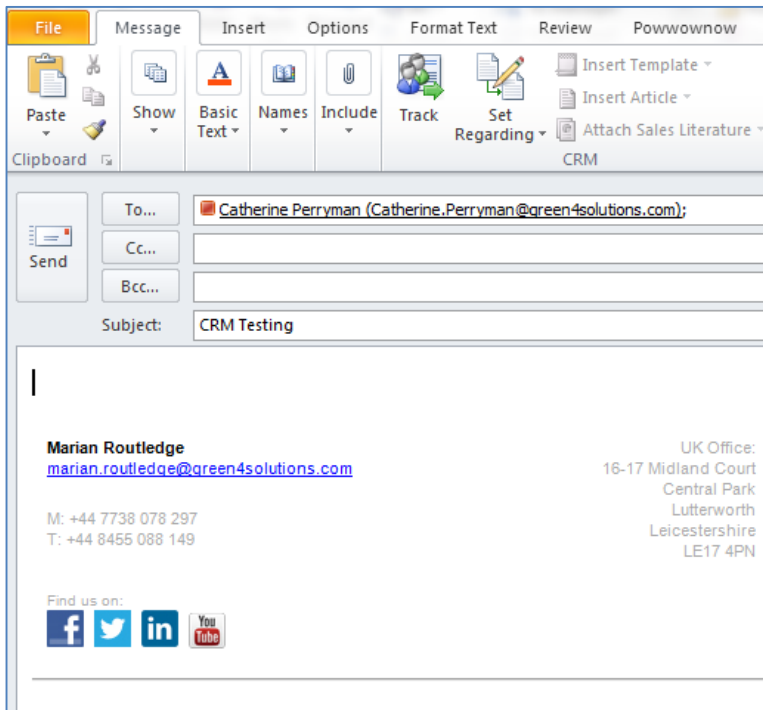 File Message Insert Options Format Text Review Powwownow
Paste
Show
Basic
Text
Names
Include
Track
Set
Regarding
Insert Template
Insert Article
Attach Sales Literature
Clipboard
CRM
Send
To...
Catherine Perryman (Catherine.Perryman@green4solutions.com);
Cc...
Bcc...
Subject:
CRM Testing
Marian Routledge
marian.routledge@green4solutions.com
M: +44 7738 078 297
T: +44 8455 088 149
UK Office:
16-17 Midland Court
Central Park
Lutterworth
Leicestershire
LE17 4PN
Find us on:
f
in
You
Tube